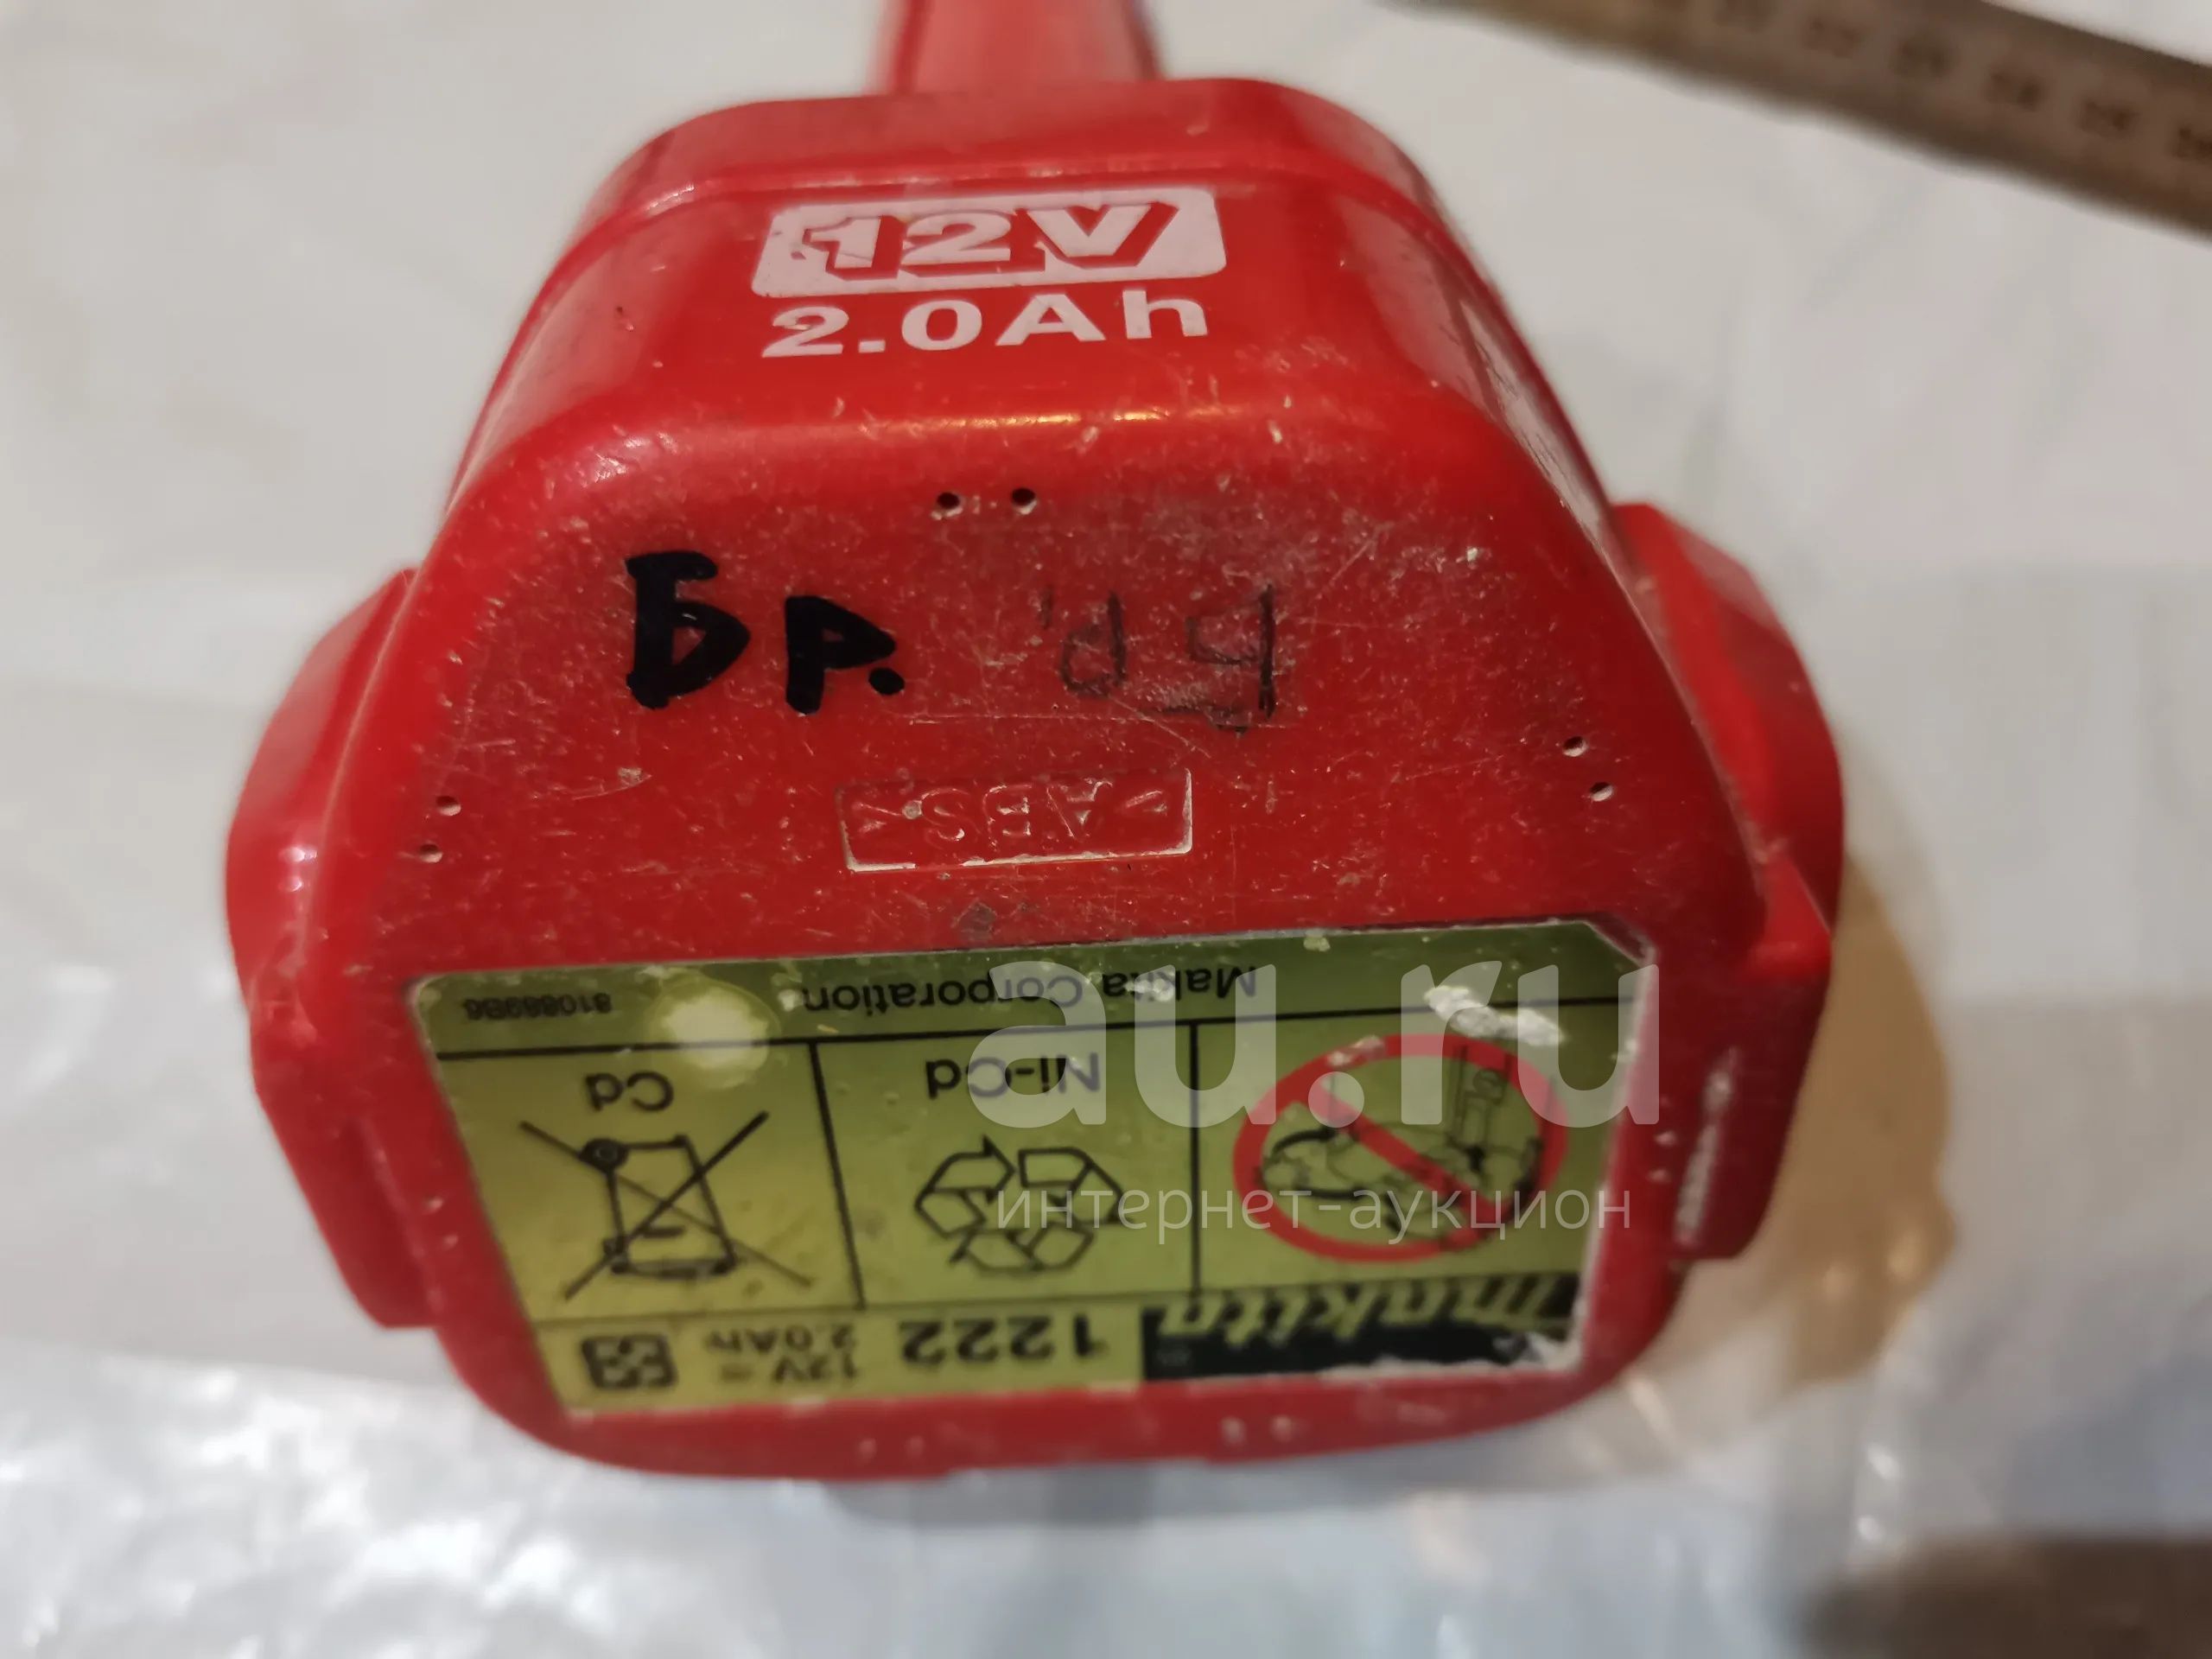 12V
2.0Ah
Бр. Бр.
>ABS<
au.ru
интернет-аукцион
makita 1222 12V 2.0Ah
Ni-Cd Cd
Makita Corporation